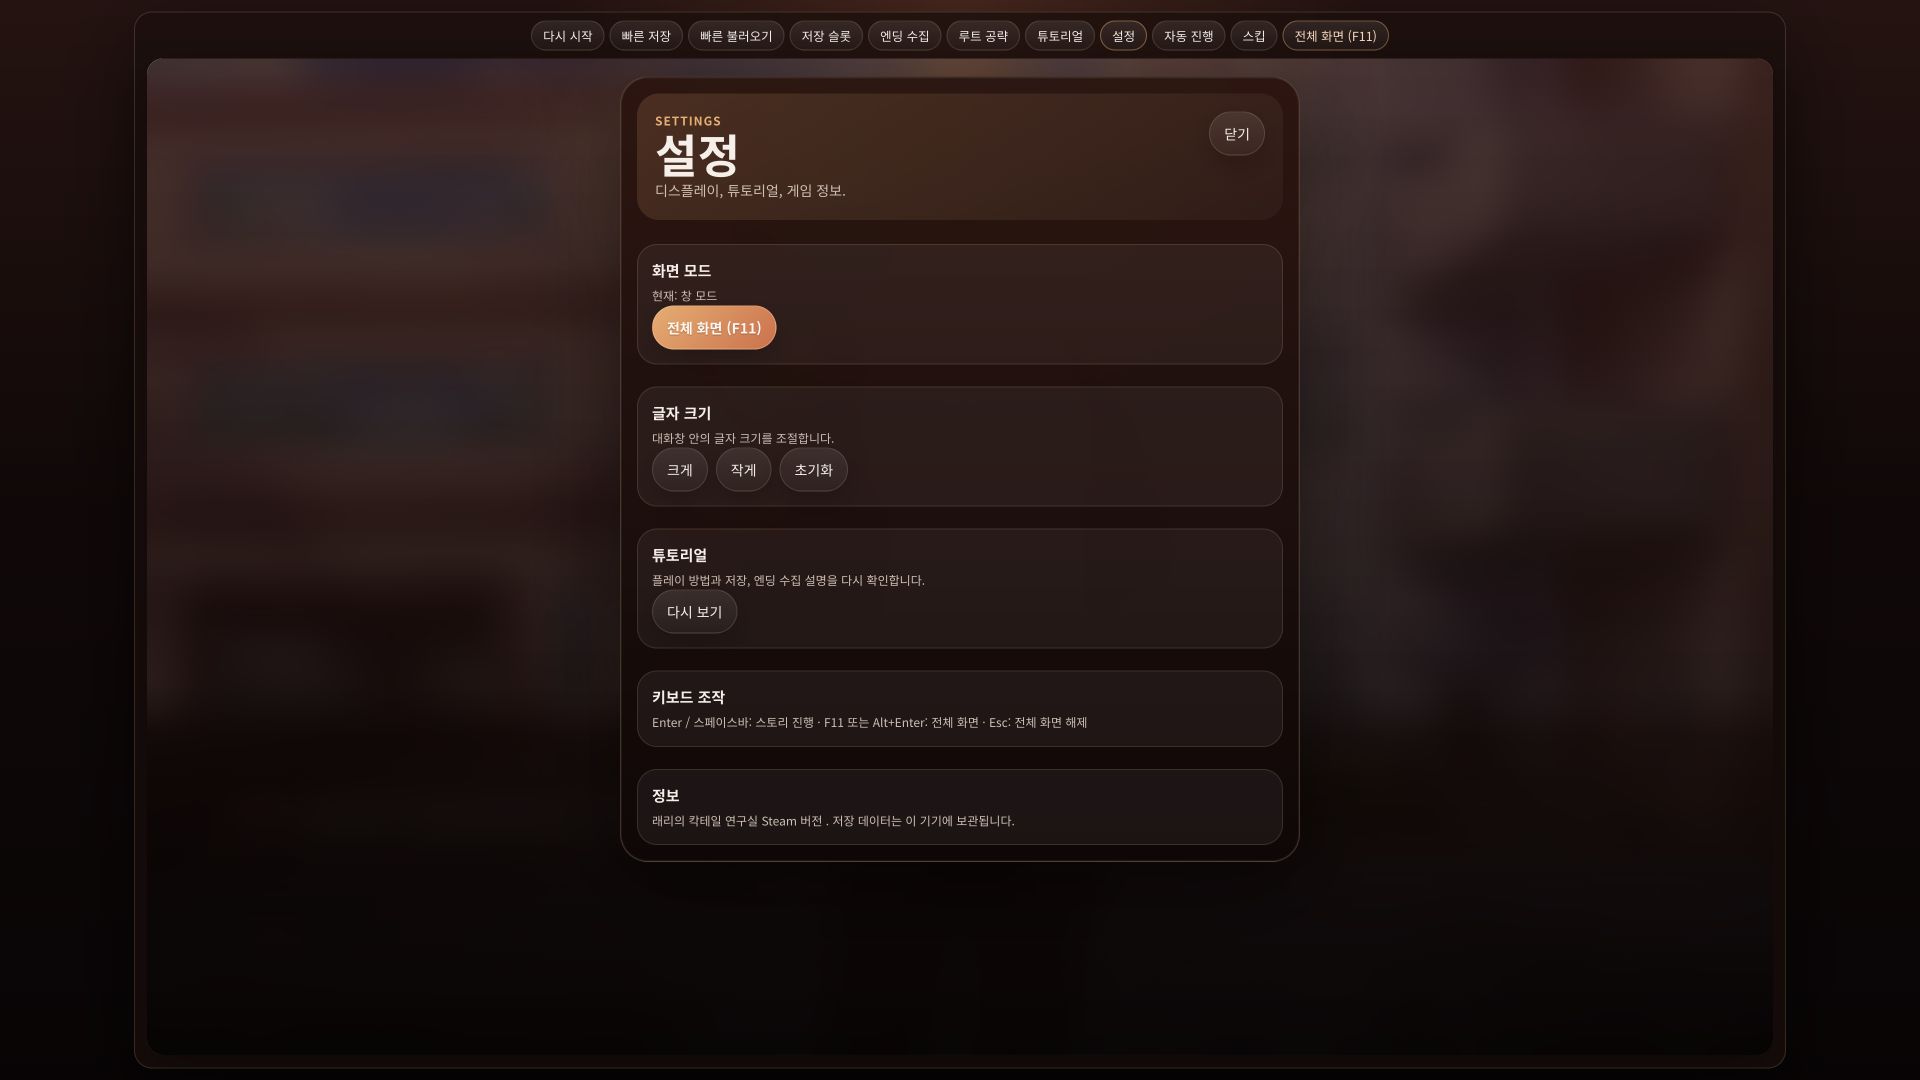 다시 시작
빠른 저장
빠른 불러오기
저장 슬롯
엔딩 수집
루트 공략
튜토리얼
설정
자동 진행
스킵
전체 화면 (F11)
SETTINGS
설정
디스플레이, 튜토리얼, 게임 정보.
닫기
화면 모드
현재: 창 모드
전체 화면 (F11)
글자 크기
대화창 안의 글자 크기를 조절합니다.
크게
작게
초기화
튜토리얼
플레이 방법과 저장, 엔딩 수집 설명을 다시 확인합니다.
다시 보기
키보드 조작
Enter / 스페이스바: 스토리 진행 · F11 또는 Alt+Enter: 전체 화면 · Esc: 전체 화면 해제
정보
래리의 칵테일 연구실 Steam 버전 . 저장 데이터는 이 기기에 보관됩니다.